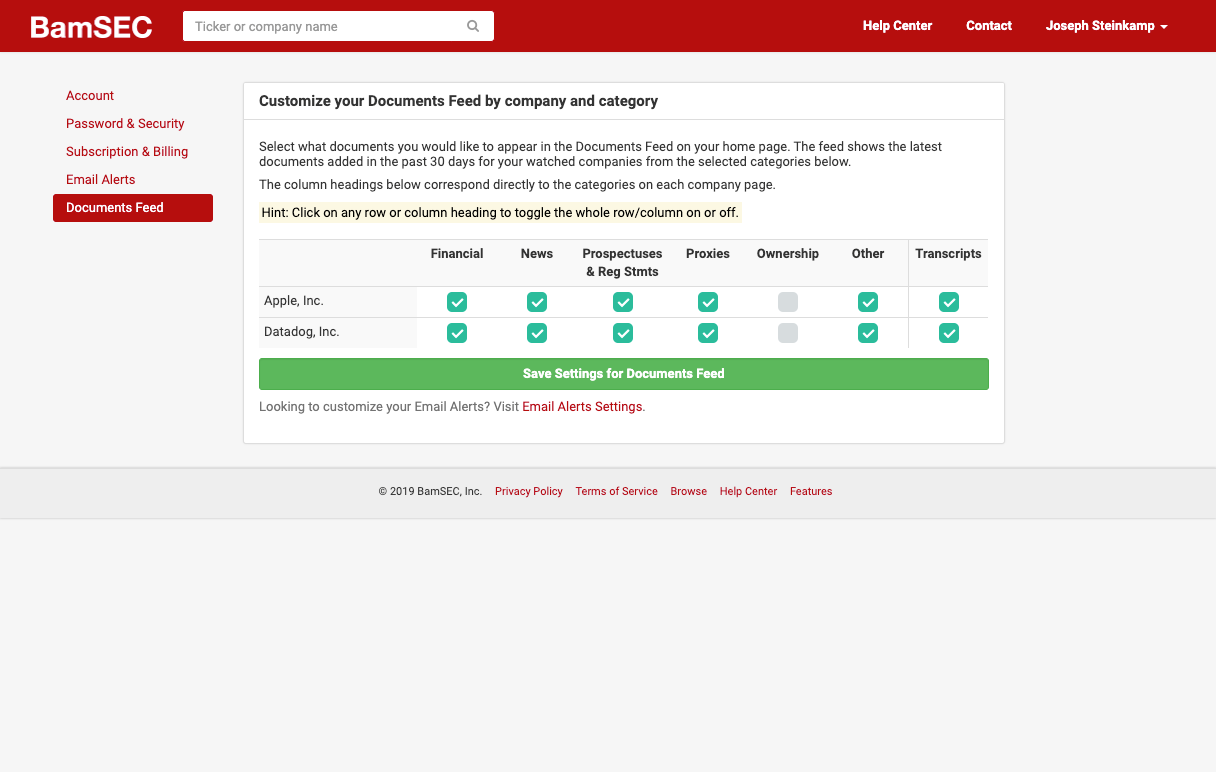 BamSEC
Ticker or company name
Help Center
Contact
Joseph Steinkamp
Account
Password & Security
Subscription & Billing
Email Alerts
Documents Feed
Customize your Documents Feed by company and category
Select what documents you would like to appear in the Documents Feed on your home page. The feed shows the latest
documents added in the past 30 days for your watched companies from the selected categories below.
The column headings below correspond directly to the categories on each company page.
Hint: Click on any row or column heading to toggle the whole row/column on or off.
Financial News Prospectuses Proxies Ownership Other Transcripts
& Reg Stmts
Apple, Inc.
Datadog, Inc.
Save Settings for Documents Feed
Looking to customize your Email Alerts? Visit Email Alerts Settings.
© 2019 BamSEC, Inc. Privacy Policy Terms of Service Browse Help Center Features